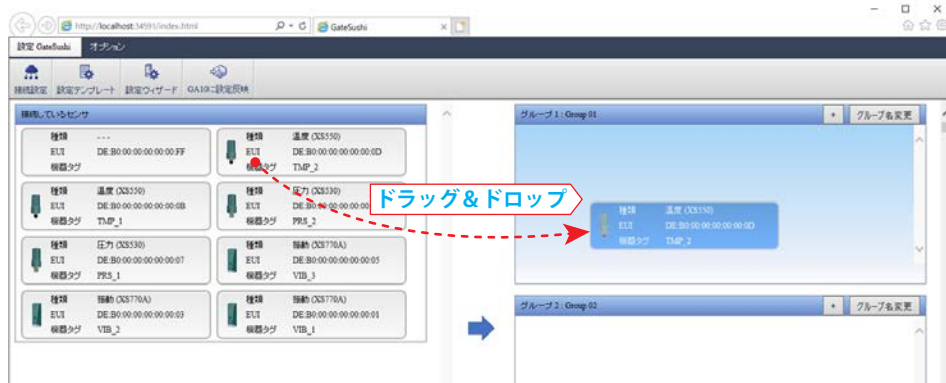 http://localhost:34591/index.html
GateSushi
設定 GateSushi オプション
接続設定 設定テンプレート 設定ウィザード GA10に設定反映
接続しているセンサ
種類 ---
EUI DE:B0:00:00:00:00:00:FF
機器タグ
種類 温度 (XS550)
EUI DE:B0:00:00:00:00:00:0D
機器タグ TMP_2
種類 温度 (XS550)
EUI DE:B0:00:00:00:00:00:0B
機器タグ TMP_1
種類 圧力 (XS530)
EUI DE:B0:00:00:00:00
機器タグ PRS_2
種類 圧力 (XS530)
EUI DE:B0:00:00:00:00:00:07
機器タグ PRS_1
種類 振動 (XS770A)
EUI DE:B0:00:00:00:00:00:05
機器タグ VIB_3
種類 振動 (XS770A)
EUI DE:B0:00:00:00:00:00:03
機器タグ VIB_2
種類 振動 (XS770A)
EUI DE:B0:00:00:00:00:00:01
機器タグ VIB_1
ドラッグ&ドロップ
グループ 1 : Group 01 + グループ名変更
種類 温度 (XS550)
EUI DE:B0:00:00:00:00:00:0D
機器タグ TMP_2
グループ 2 : Group 02 + グループ名変更